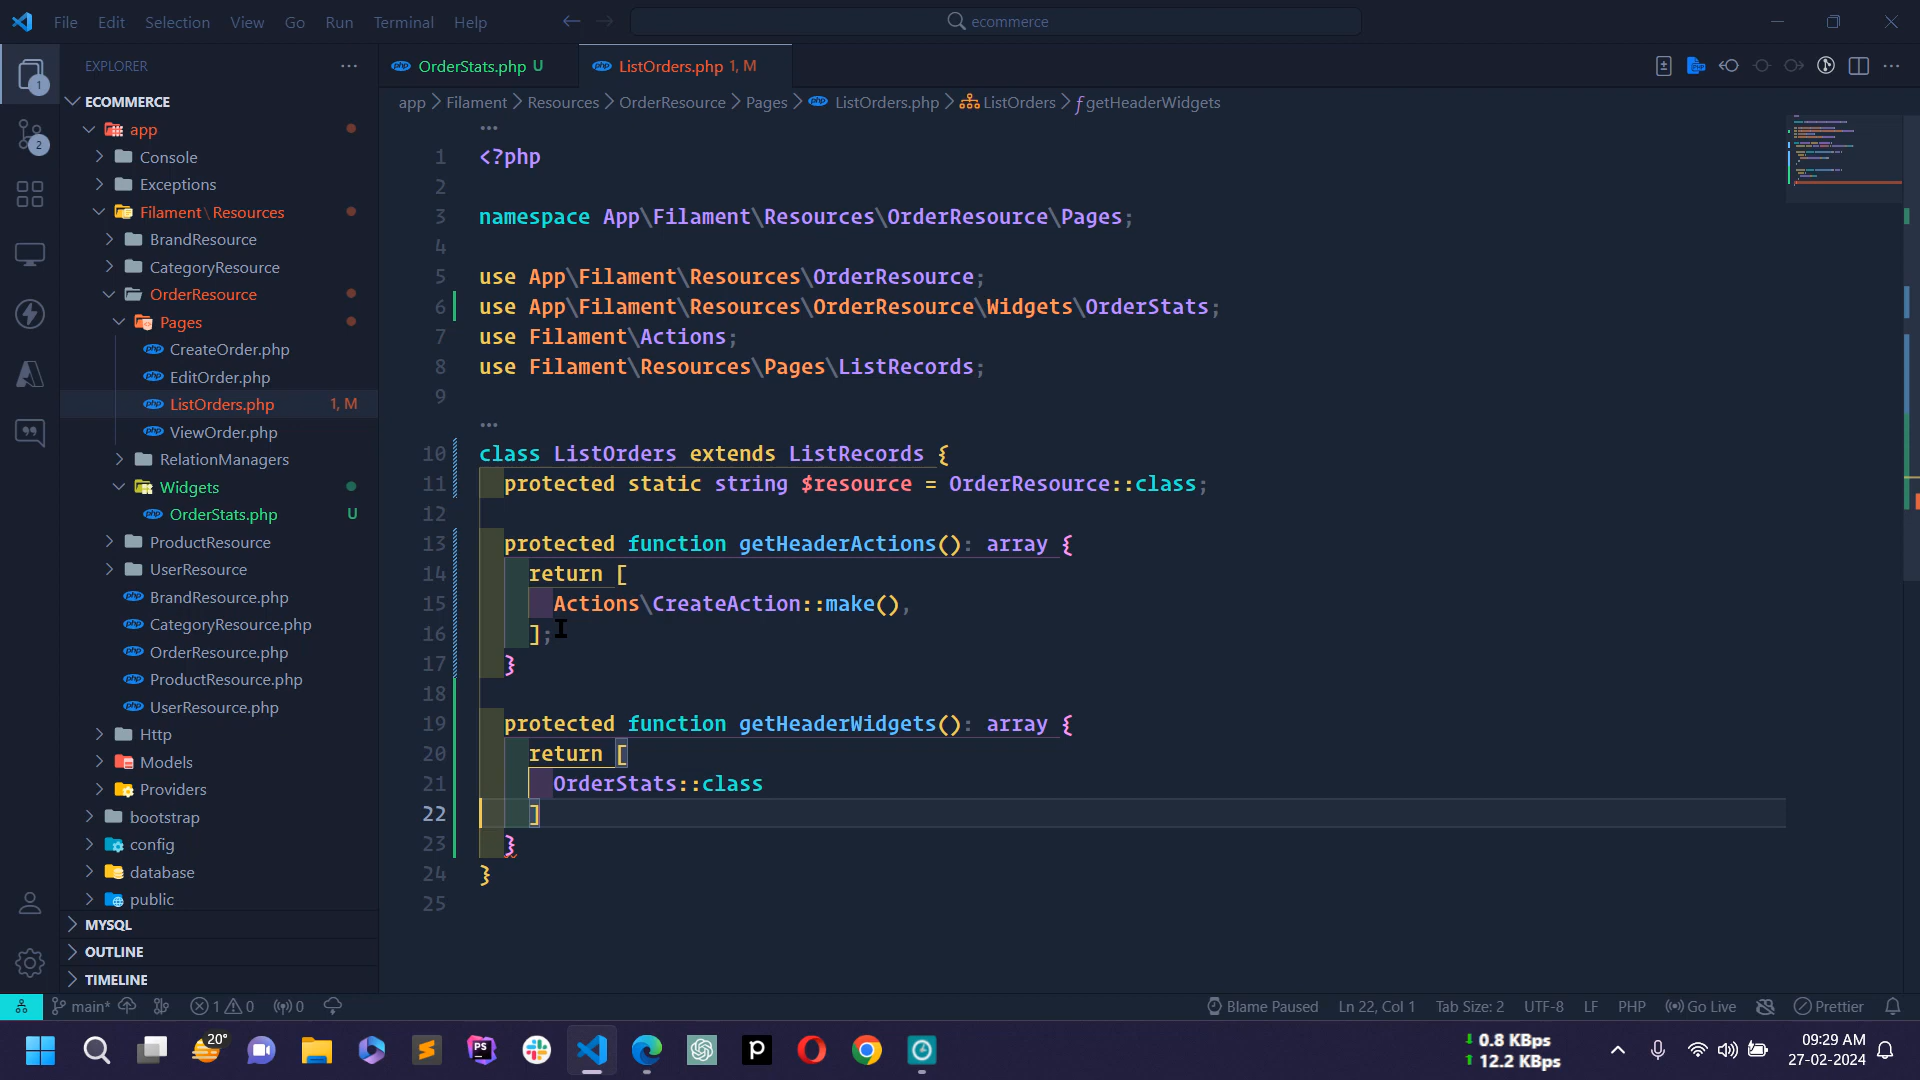 File Edit Selection View Go Run Terminal Help
ecommerce
EXPLORER
1
2
ECOMMERCE
app
Console
Exceptions
Filament\Resources
BrandResource
CategoryResource
OrderResource
Pages
CreateOrder.php
EditOrder.php
ListOrders.php 1, M
ViewOrder.php
RelationManagers
Widgets
OrderStats.php U
ProductResource
UserResource
BrandResource.php
CategoryResource.php
OrderResource.php
ProductResource.php
UserResource.php
Http
Models
Providers
bootstrap
config
database
public
MYSQL
OUTLINE
TIMELINE
php OrderStats.php U
php ListOrders.php 1, M
app > Filament > Resources > OrderResource > Pages > ListOrders.php > ListOrders > getHeaderWidgets
1 <?php
2
3 namespace App\Filament\Resources\OrderResource\Pages;
4
5 use App\Filament\Resources\OrderResource;
6 use App\Filament\Resources\OrderResource\Widgets\OrderStats;
7 use Filament\Actions;
8 use Filament\Resources\Pages\ListRecords;
9
10 class ListOrders extends ListRecords {
11 protected static string $resource = OrderResource::class;
12
13 protected function getHeaderActions(): array {
14 return [
15 Actions\CreateAction::make(),
16 ];
17 }
18
19 protected function getHeaderWidgets(): array {
20 return [
21 OrderStats::class
22 ]
23 }
24 }
25
main* 1 0 0 Blame Paused Ln 22, Col 1 Tab Size: 2 UTF-8 LF PHP Go Live Prettier
20° PS P 0.8 KBps 09:29 AM
12.2 KBps 27-02-2024